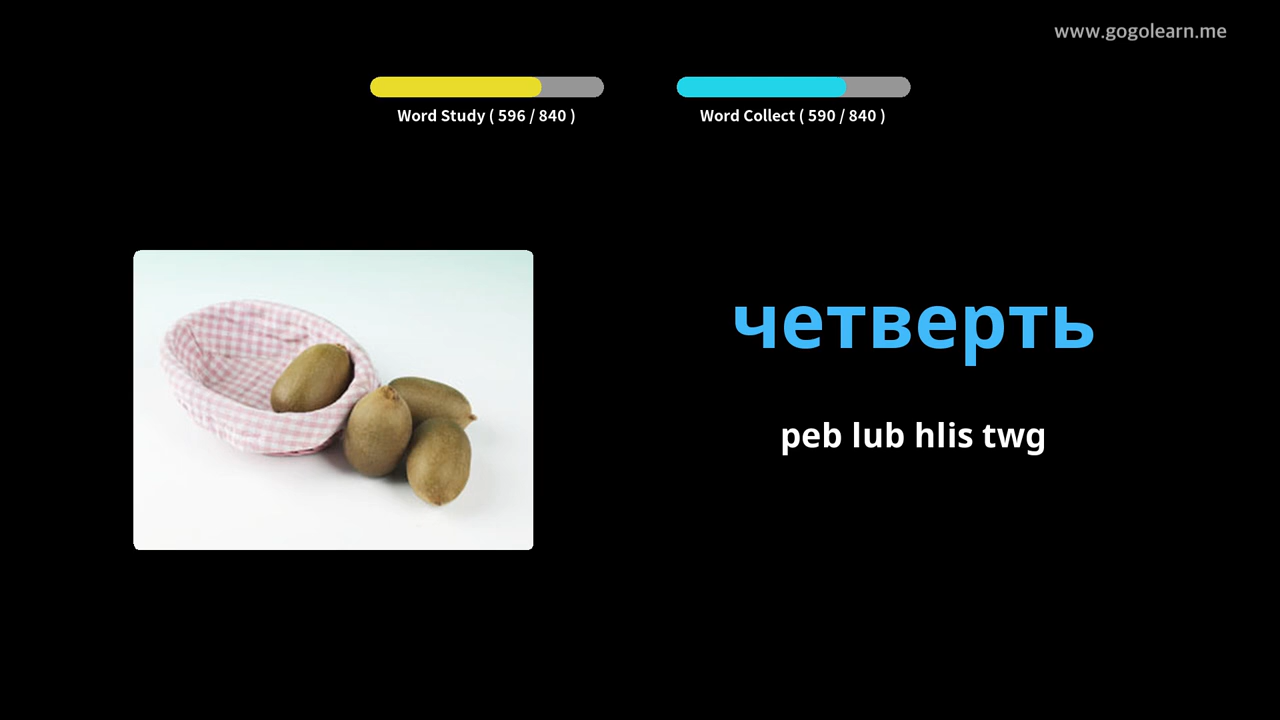 www.gogolearn.me
Word Study ( 596 / 840 )
Word Collect ( 590 / 840 )
четверть
peb lub hlis twg